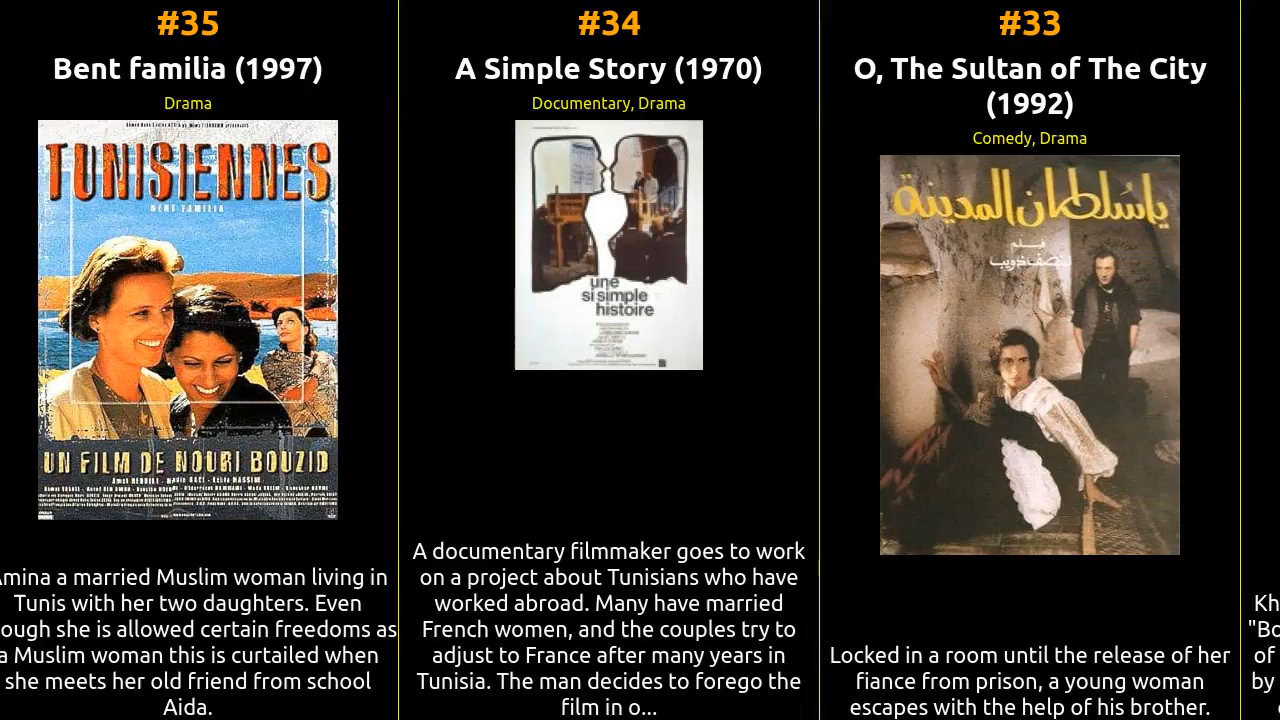 #35
Bent familia (1997)
Drama
TUNISIENNES
BENT FAMILIA
UN FILM DE NOURI BOUZID
Amina a married Muslim woman living in
Tunis with her two daughters. Even
ough she is allowed certain freedoms as
a Muslim woman this is curtailed when
she meets her old friend from school
Aida.
#34
A Simple Story (1970)
Documentary, Drama
une
si simple
histoire
A documentary filmmaker goes to work
on a project about Tunisians who have
worked abroad. Many have married
French women, and the couples try to
adjust to France after many years in
Tunisia. The man decides to forego the
film in o...
#33
O, The Sultan of The City
(1992)
Comedy, Drama
ياسلطان المدينة
فيلم
لمنصف ذويب
Locked in a room until the release of her
fiance from prison, a young woman
escapes with the help of his brother.
Kh
"Bo
of
by